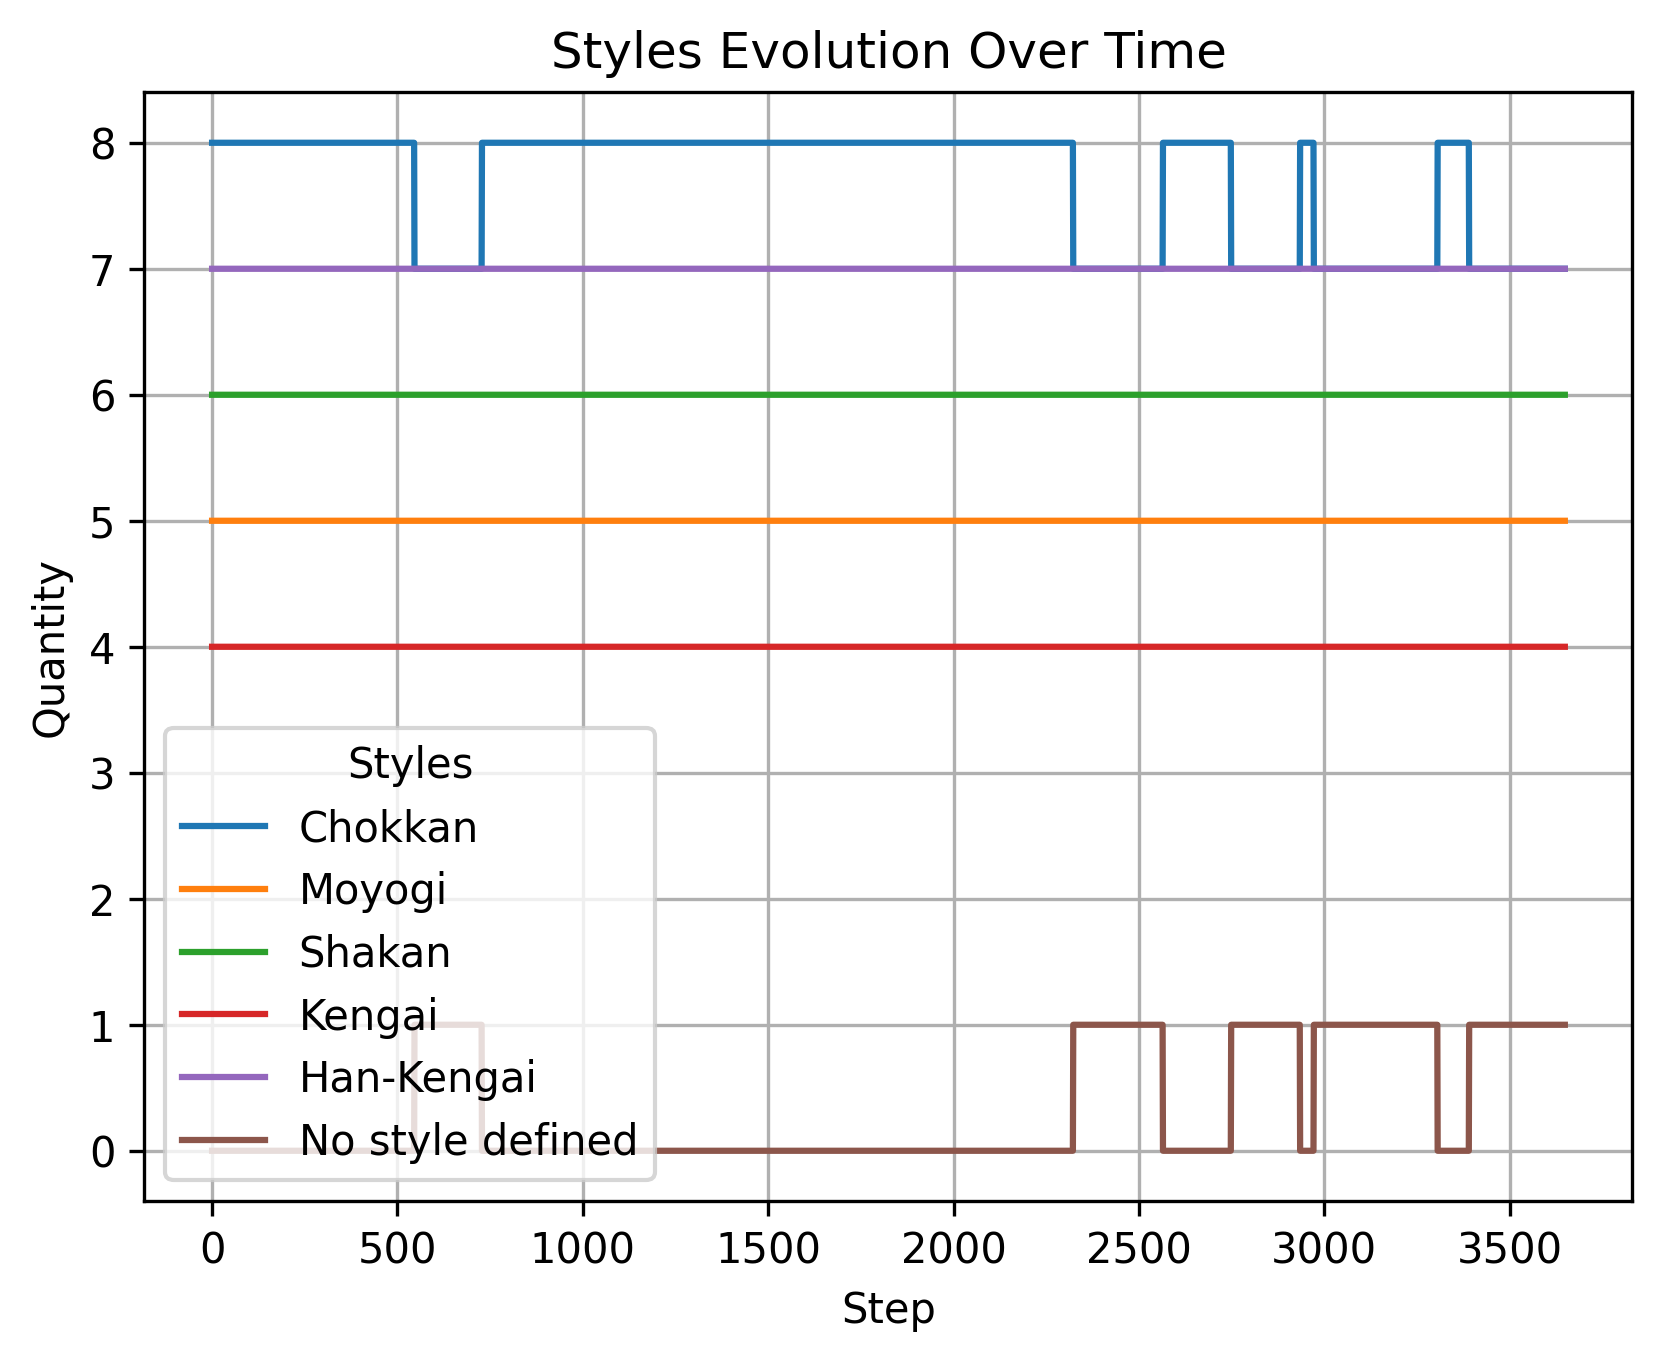 Styles Evolution Over Time
8
7
6
5
4
3
2
1
0
Quantity
Styles
Chokkan
Moyogi
Shakan
Kengai
Han-Kengai
No style defined
0 500 1000 1500 2000 2500 3000 3500
Step